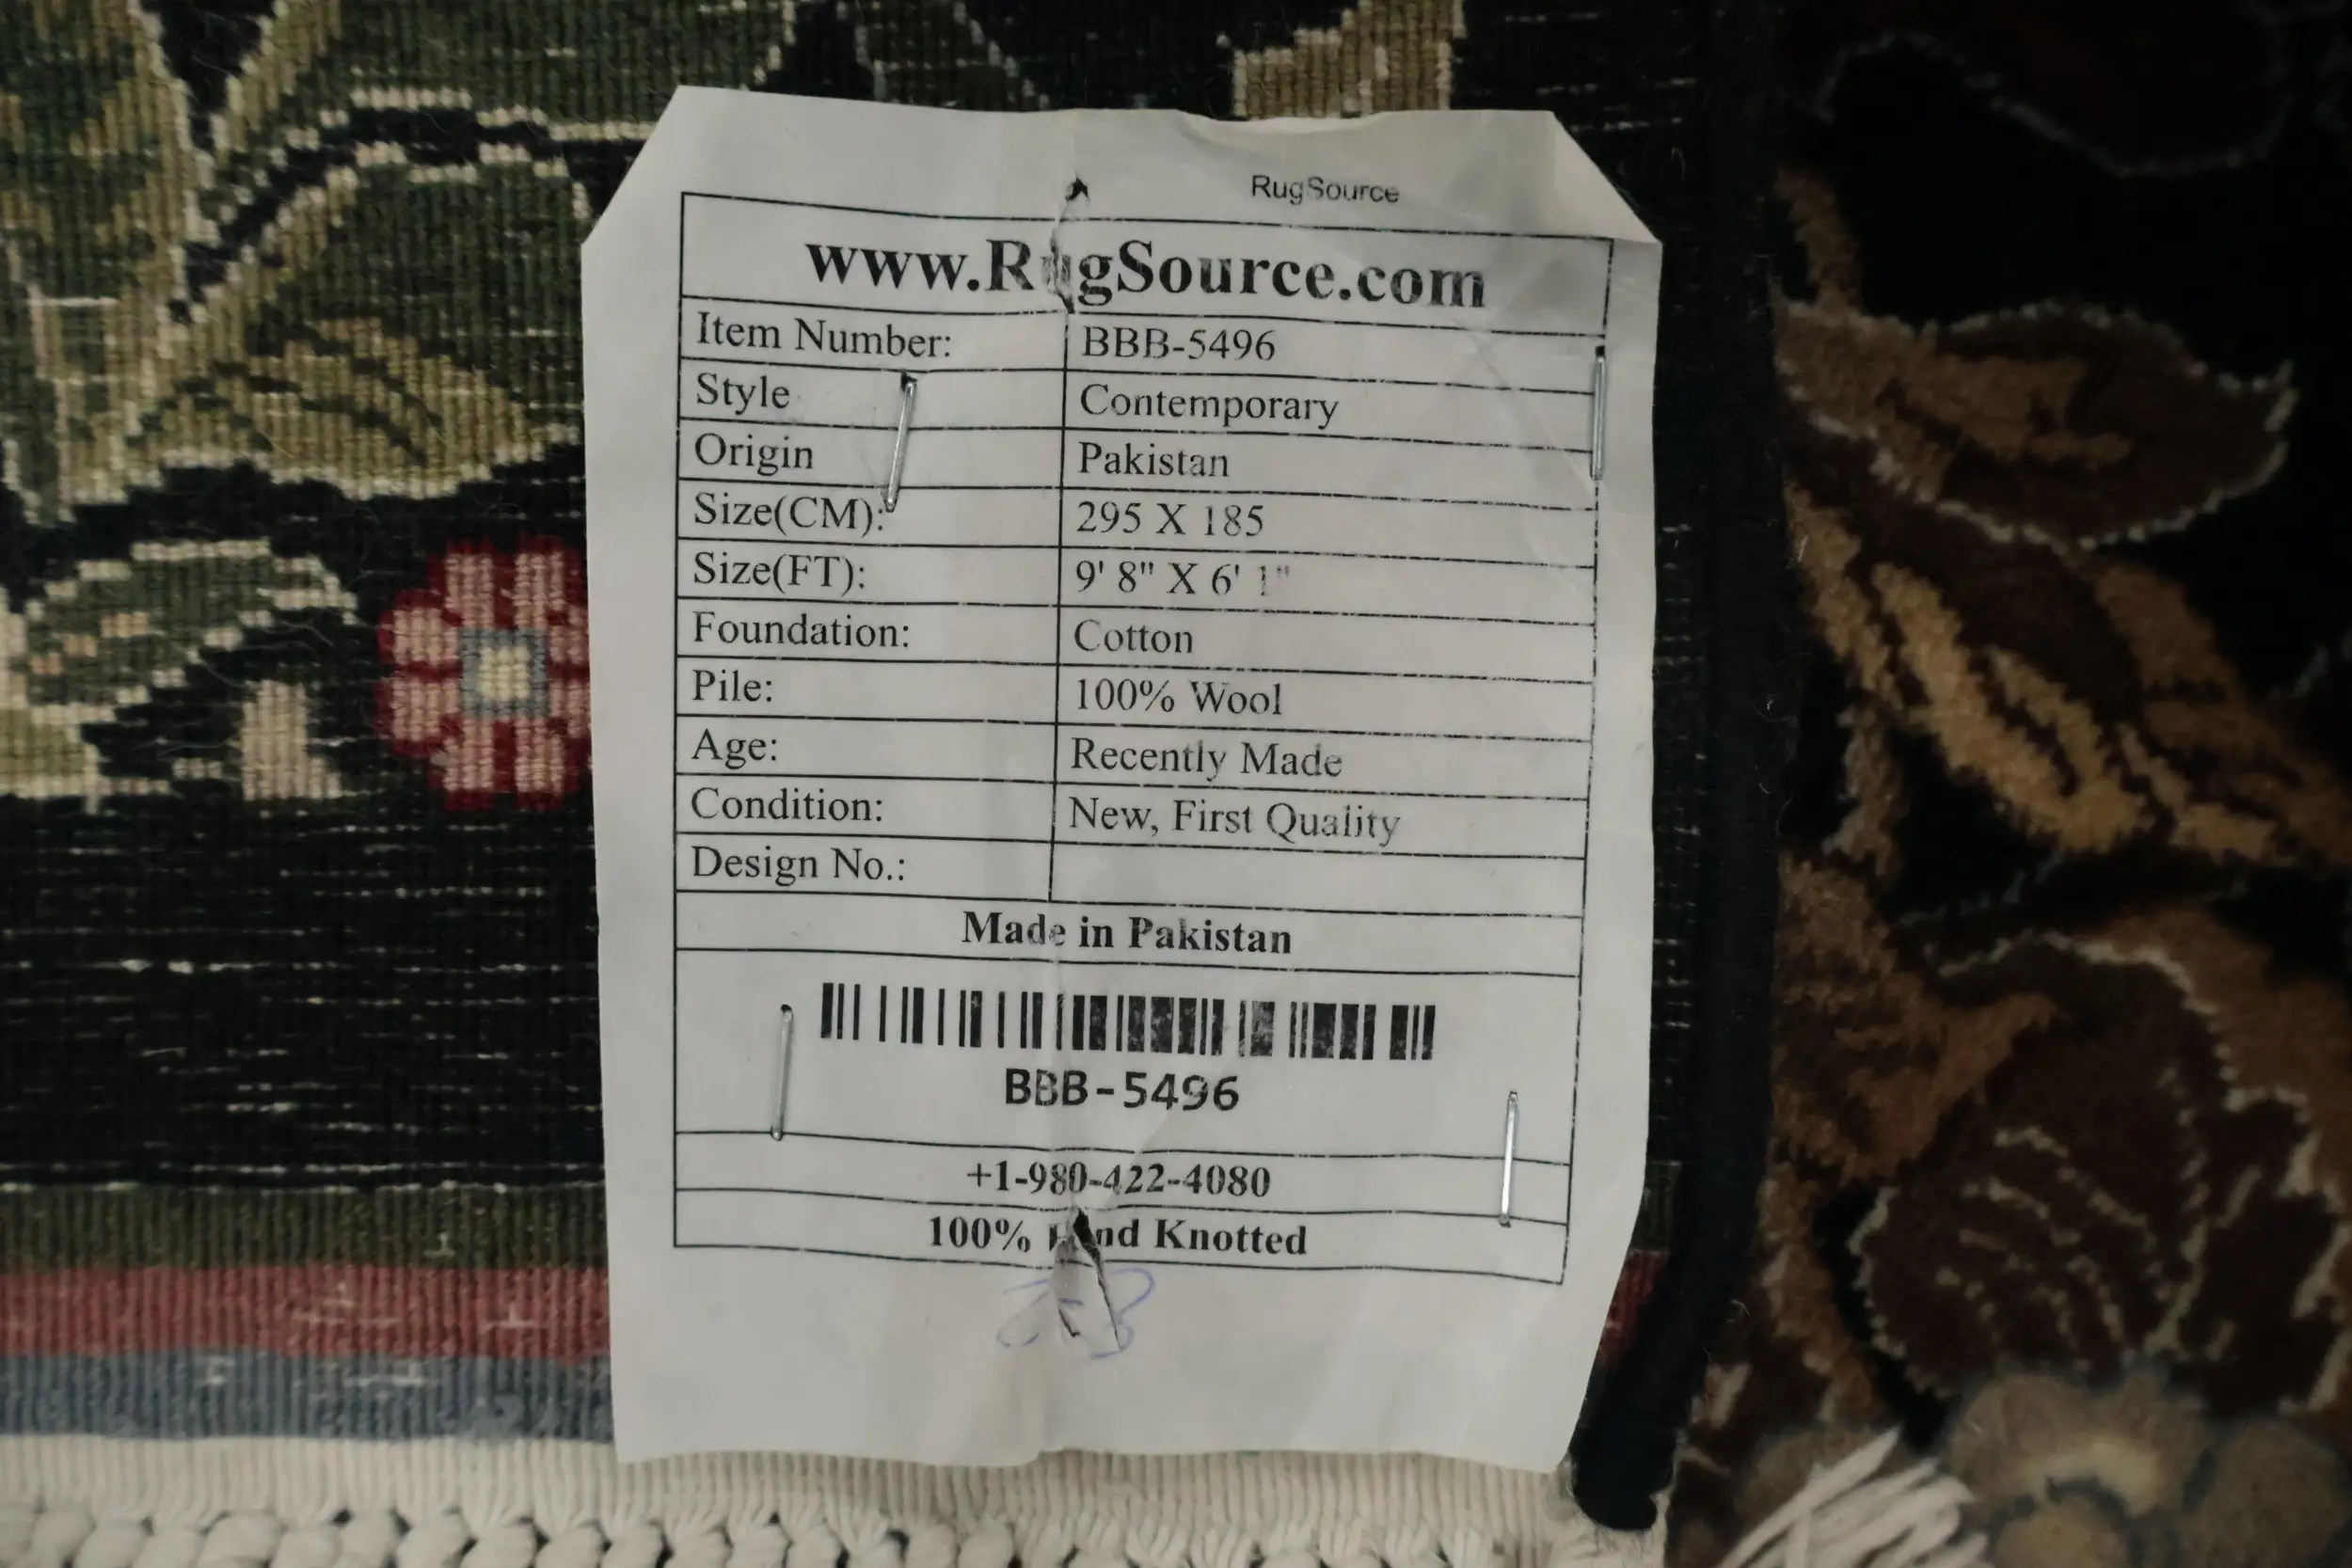 RugSource
www.RugSource.com
Item Number: BBB-5496
Style Contemporary
Origin Pakistan
Size(CM): 295 X 185
Size(FT): 9' 8" X 6' 1"
Foundation: Cotton
Pile: 100% Wool
Age: Recently Made
Condition: New, First Quality
Design No.:
Made in Pakistan
BBB-5496
+1-980-422-4080
100% Hand Knotted